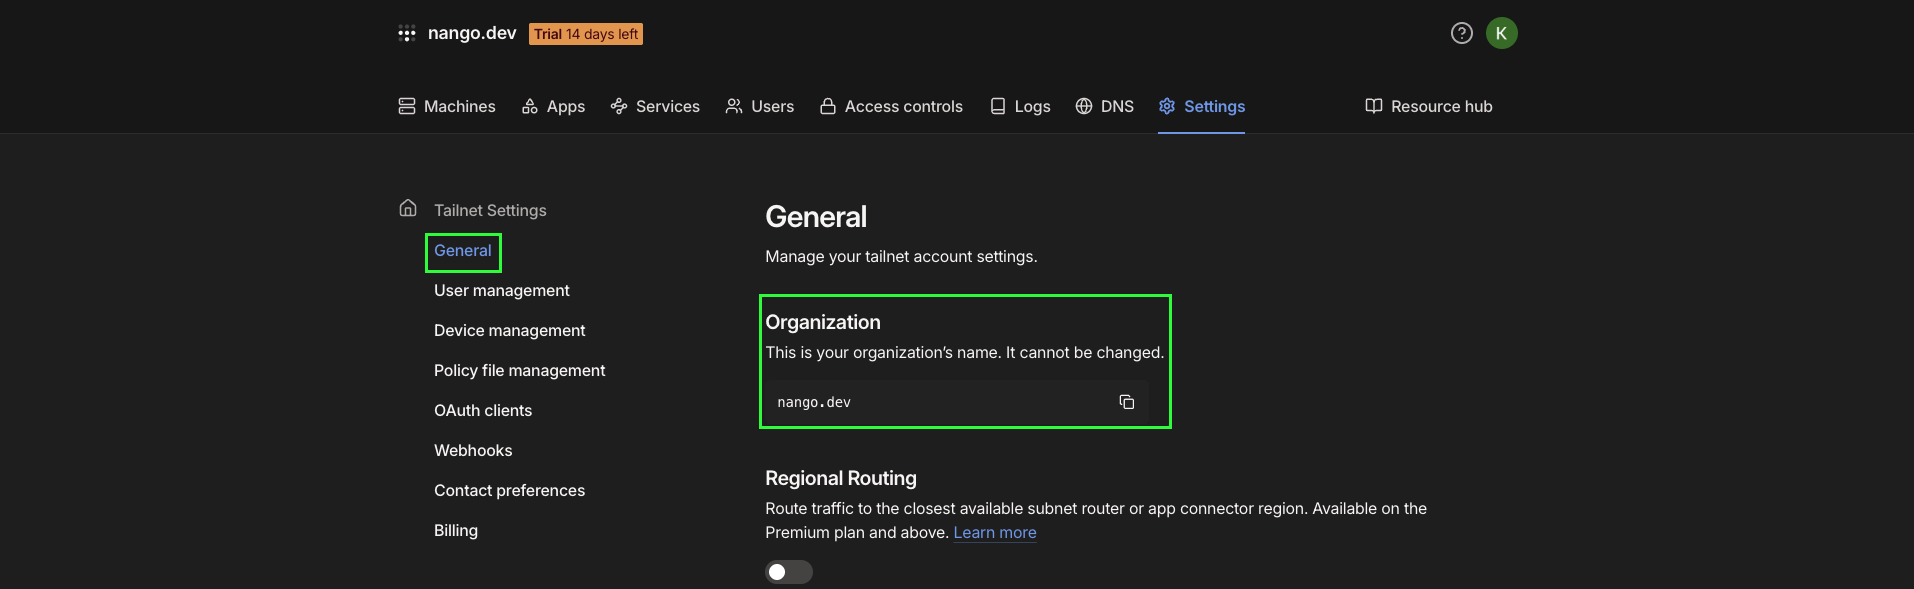 nango.dev Trial 14 days left
K
Machines Apps Services Users Access controls Logs DNS Settings Resource hub
Tailnet Settings
General
User management
Device management
Policy file management
OAuth clients
Webhooks
Contact preferences
Billing
General
Manage your tailnet account settings.
Organization
This is your organization’s name. It cannot be changed.
nango.dev
Regional Routing
Route traffic to the closest available subnet router or app connector region. Available on the
Premium plan and above. Learn more